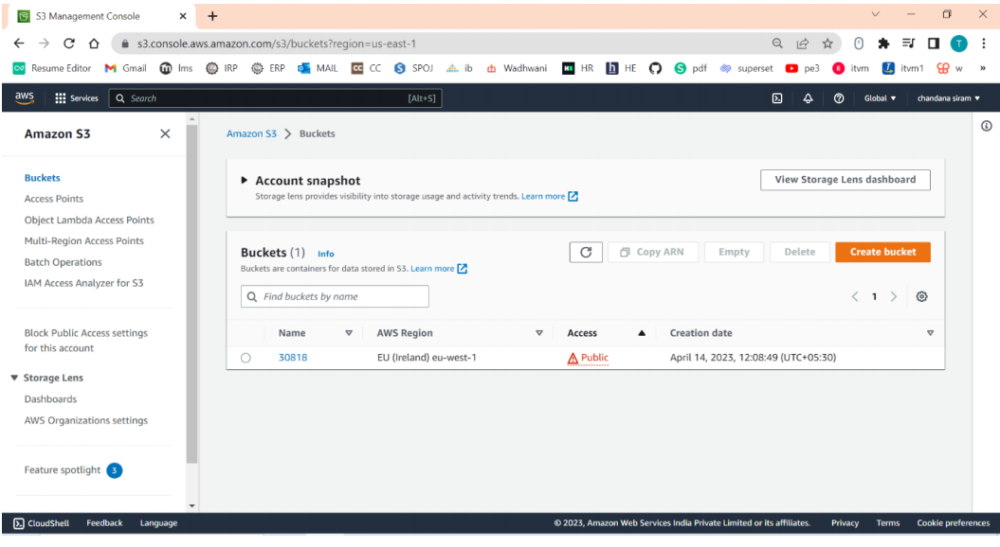 S3 Management Console
s3.console.aws.amazon.com/s3/buckets?region=us-east-1
T
Resume Editor Gmail Ims IRP ERP MAIL CC CC SPOJ ib Wadhwani HR h HE pdf superset pe3 itvm itvm1 w »
aws Services Search [Alt+S] Global chandana siram
Amazon S3
Buckets
Access Points
Object Lambda Access Points
Multi-Region Access Points
Batch Operations
IAM Access Analyzer for S3
Block Public Access settings
for this account
Storage Lens
Dashboards
AWS Organizations settings
Feature spotlight 3
Amazon S3 > Buckets
Account snapshot View Storage Lens dashboard
Storage lens provides visibility into storage usage and activity trends. Learn more
Buckets (1) Info Copy ARN Empty Delete Create bucket
Buckets are containers for data stored in S3. Learn more
Find buckets by name < 1 >
Name AWS Region Access Creation date
30818 EU (Ireland) eu-west-1 Public April 14, 2023, 12:08:49 (UTC+05:30)
CloudShell Feedback Language © 2023, Amazon Web Services India Private Limited or its affiliates. Privacy Terms Cookie preferences